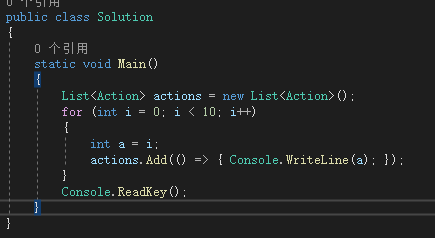 0 个引用
public class Solution
{
0 个引用
static void Main()
{
List<Action> actions = new List<Action>();
for (int i = 0; i < 10; i++)
{
int a = i;
actions.Add(() => { Console.WriteLine(a); });
}
Console.ReadKey();
}
}